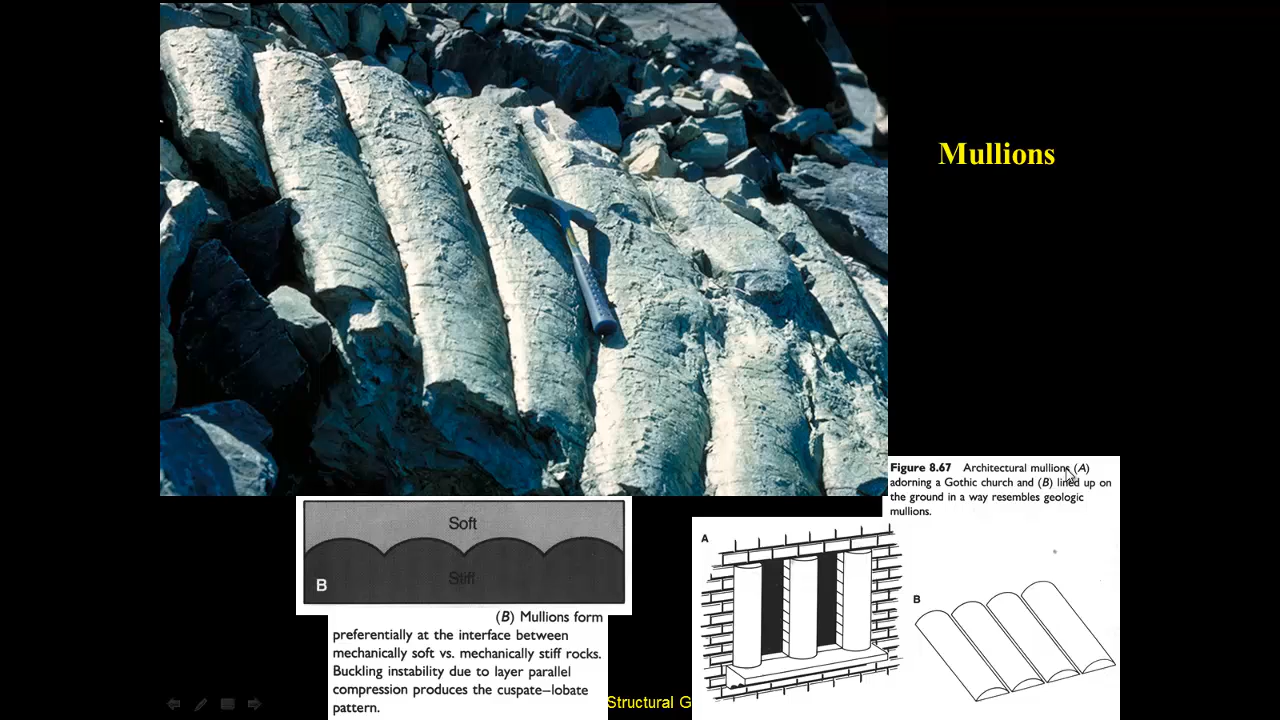 Mullions
Figure 8.67 Architectural mullions (A)
adorning a Gothic church and (B) lined up on
the ground in a way resembles geologic
mullions.
Soft
Stiff
B
(B) Mullions form
preferentially at the interface between
mechanically soft vs. mechanically stiff rocks.
Buckling instability due to layer parallel
compression produces the cuspate–lobate
pattern.
A
B
Structural G